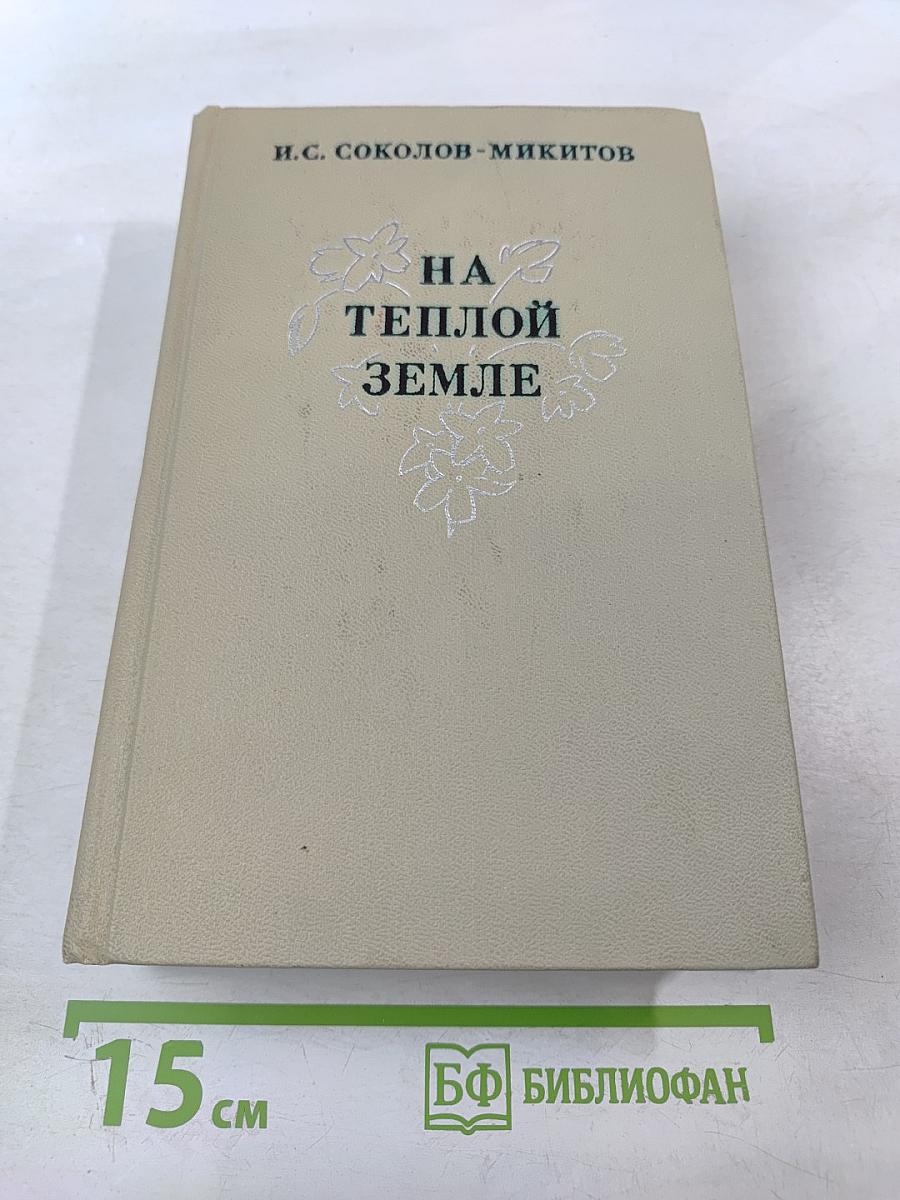 И.С. СОКОЛОВ-МИКИТОВ
НА
ТЕПЛОЙ
ЗЕМЛЕ
15 см
БФ БИБЛИОФАН